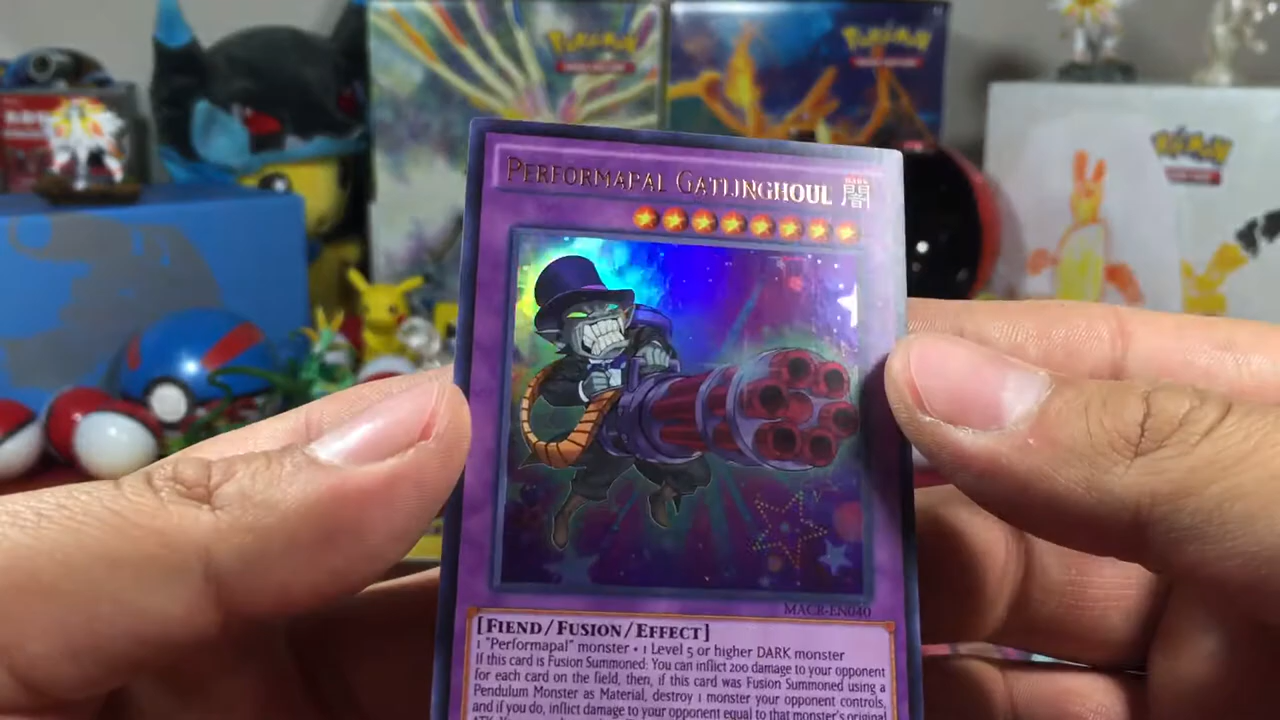 Pokémon
Pokémon
Pokémon
PERFORMAPAL GATLINGHOUL 闇
MACR-EN040
[FIEND/FUSION/EFFECT]
1 "Performapal" monster + 1 Level 5 or higher DARK monster
If this card is Fusion Summoned: You can inflict 200 damage to your opponent
for each card on the field, then, if this card was Fusion Summoned using a
Pendulum Monster as Material, destroy 1 monster your opponent controls,
and if you do, inflict damage to your opponent equal to that monster's original